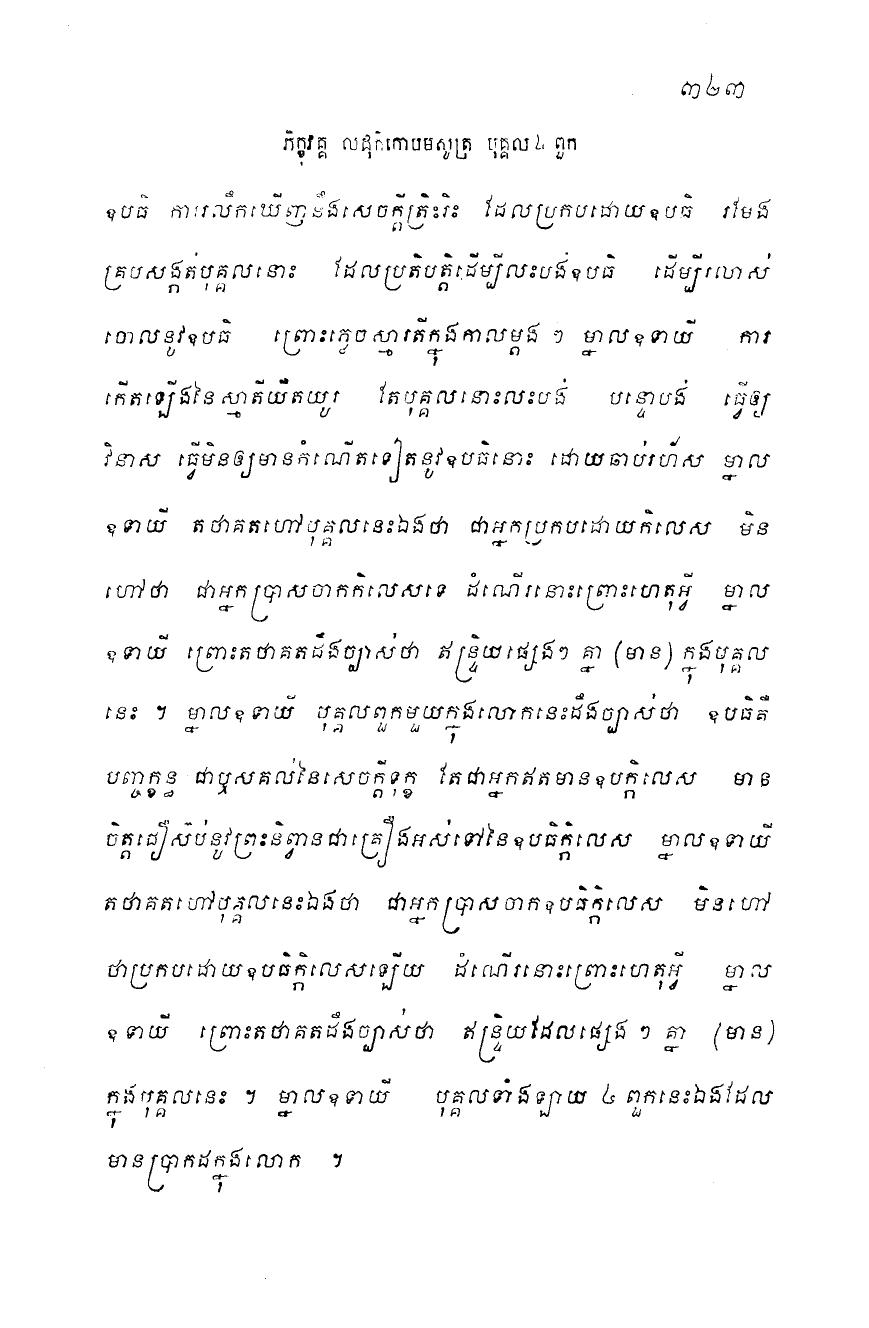 ៣៤៣
ភិក្ខុវគ្គ លដុកិកោបមសូត្រ បុគ្គល ៤ ពួក
ឧបធិ ការលឹកឃើញនឹងសេចក្តីត្រិះរិះ ដែលប្រកបដោយឧបធិ រមែង
គ្របសង្កត់បុគ្គលនោះ ដែលប្រតិបត្តិដើម្បីលះបង់ឧបធិ ដើម្បីរលាស់
ចោលនូវឧបធិ ព្រោះភ្លេចស្មារតីក្នុងកាលម្តង ៗ ម្នាលឧទាយី ការ
កើតឡើងនៃស្មារតីយឺតយូរ តែបុគ្គលនោះលះបង់ បន្ទោបង់ ធ្វើឲ្យ
វិនាស ធ្វើមិនឲ្យមានកំណើតទៀតនូវឧបធិនោះ ដោយឆាប់រហ័ស ម្នាល
ឧទាយី តថាគតហៅបុគ្គលនេះឯងថា ជាអ្នកប្រកបដោយកិលេស មិន
ហៅថា ជាអ្នកប្រាសចាកកិលេសទេ ដំណើរនោះព្រោះហេតុអ្វី ម្នាល
ឧទាយី ព្រោះតថាគតដឹងច្បាស់ថា ឥន្ទ្រិយផ្សេងៗ គ្នា (មាន) ក្នុងបុគ្គល
នេះ ។ ម្នាលឧទាយី បុគ្គលពួកមួយក្នុងលោកនេះដឹងច្បាស់ថា ឧបធិគឺ
បញ្ចក្ខន្ធ ជាឫសគល់នៃសេចក្តីទុក្ខ តែជាអ្នកឥតមានឧបក្កិលេស មាន
ចិត្តជឿស៊ប់នូវព្រះនិព្វានជាគ្រឿងអស់ទៅនៃឧបធិក្កិលេស ម្នាលឧទាយី
តថាគតហៅបុគ្គលនេះឯងថា ជាអ្នកប្រាសចាកឧបធិក្កិលេស មិនហៅ
ថាប្រកបដោយឧបធិក្កិលេសឡើយ ដំណើរនោះព្រោះហេតុអ្វី ម្នាល
ឧទាយី ព្រោះតថាគតដឹងច្បាស់ថា ឥន្ទ្រិយដែលផ្សេង ៗ គ្នា (មាន)
ក្នុងបុគ្គលនេះ ។ ម្នាលឧទាយី បុគ្គលទាំងឡាយ ៤ ពួកនេះឯងដែល
មានប្រាកដក្នុងលោក ។